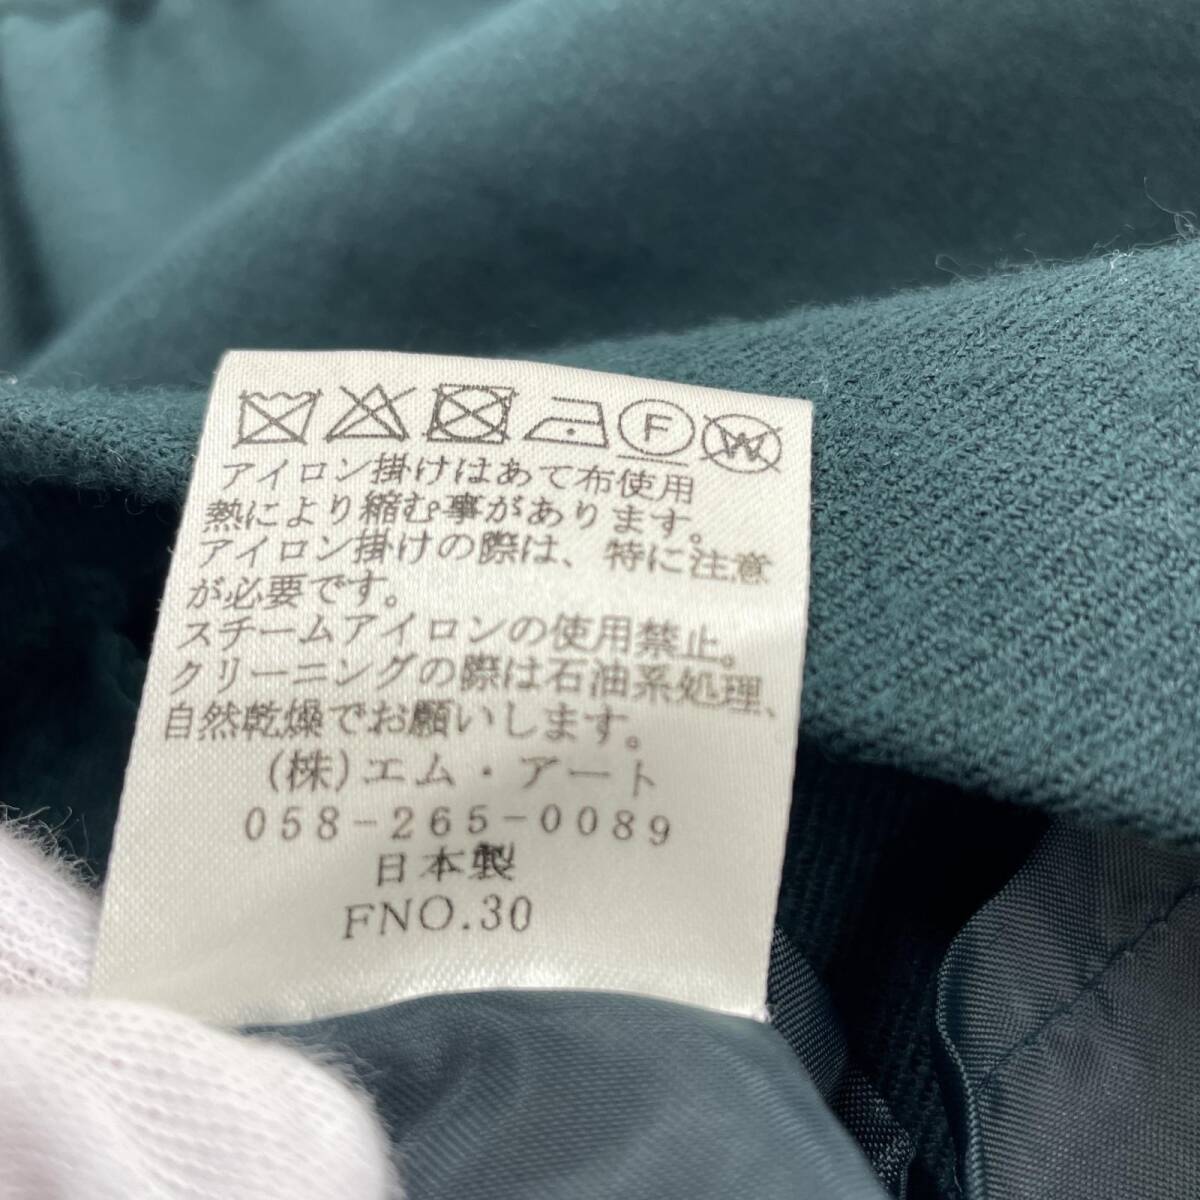 F W
アイロン掛けはあて布使用
熱により縮む事があります。
アイロン掛けの際は、特に注意
が必要です。
スチームアイロンの使用禁止。
クリーニングの際は石油系処理、
自然乾燥でお願いします。
(株)エム・アート
058-265-0089
日本製
FNO.30